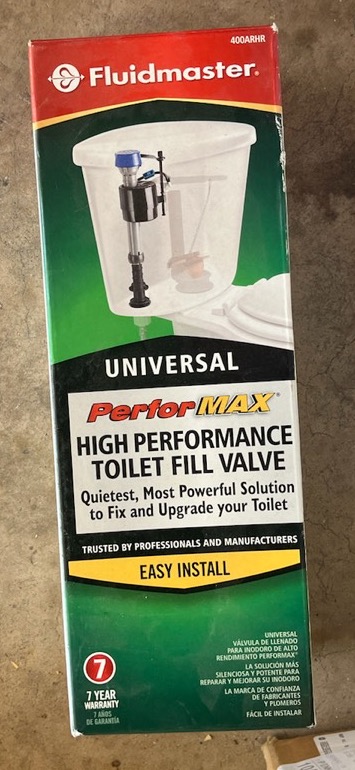 400ARHR
Fluidmaster®
UNIVERSAL
PerforMAX®
HIGH PERFORMANCE
TOILET FILL VALVE
Quietest, Most Powerful Solution
to Fix and Upgrade your Toilet
TRUSTED BY PROFESSIONALS AND MANUFACTURERS
EASY INSTALL
7
7 YEAR
WARRANTY
7 AÑOS
DE GARANTÍA
UNIVERSAL
VÁLVULA DE LLENADO
PARA INODORO DE ALTO
RENDIMIENTO PERFORMAX®
LA SOLUCIÓN MÁS
SILENCIOSA Y POTENTE PARA
REPARAR Y MEJORAR SU INODORO
LA MARCA DE CONFIANZA
DE FABRICANTES
Y PLOMEROS
FÁCIL DE INSTALAR